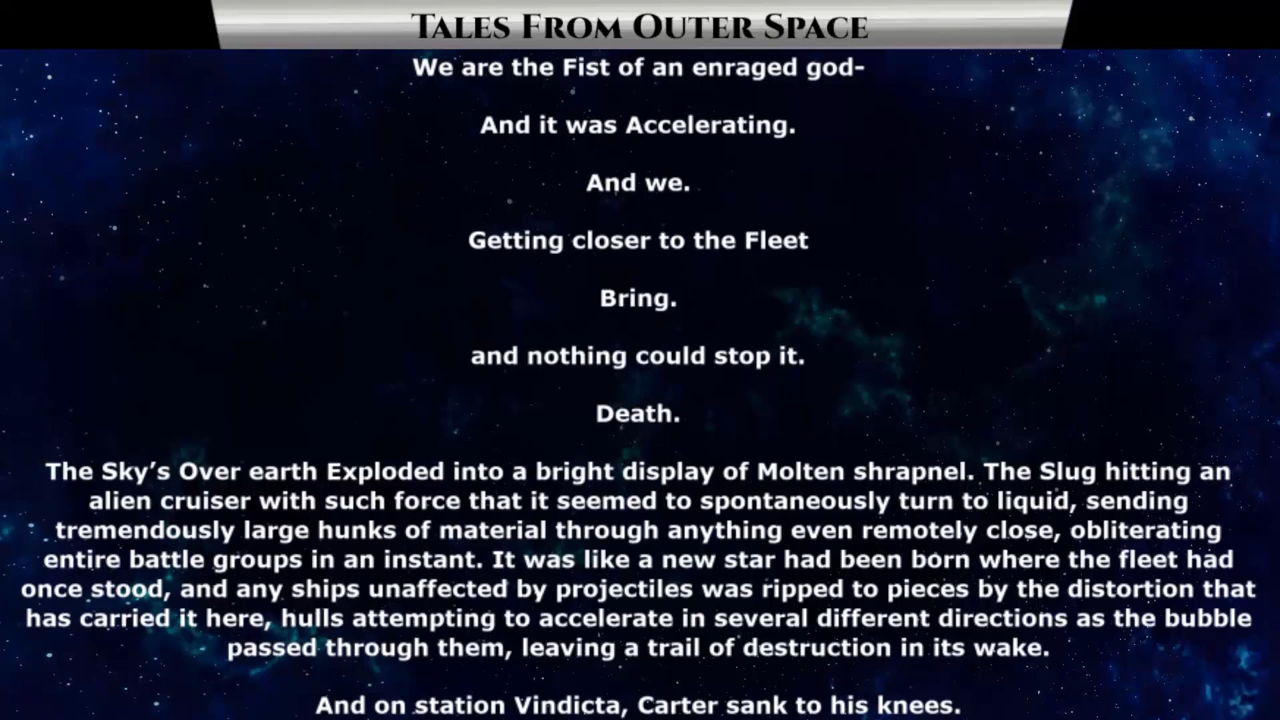 Tales From Outer Space
We are the Fist of an enraged god-
And it was Accelerating.
And we.
Getting closer to the Fleet
Bring.
and nothing could stop it.
Death.
The Sky’s Over earth Exploded into a bright display of Molten shrapnel. The Slug hitting an
alien cruiser with such force that it seemed to spontaneously turn to liquid, sending
tremendously large hunks of material through anything even remotely close, obliterating
entire battle groups in an instant. It was like a new star had been born where the fleet had
once stood, and any ships unaffected by projectiles was ripped to pieces by the distortion that
has carried it here, hulls attempting to accelerate in several different directions as the bubble
passed through them, leaving a trail of destruction in its wake.
And on station Vindicta, Carter sank to his knees.